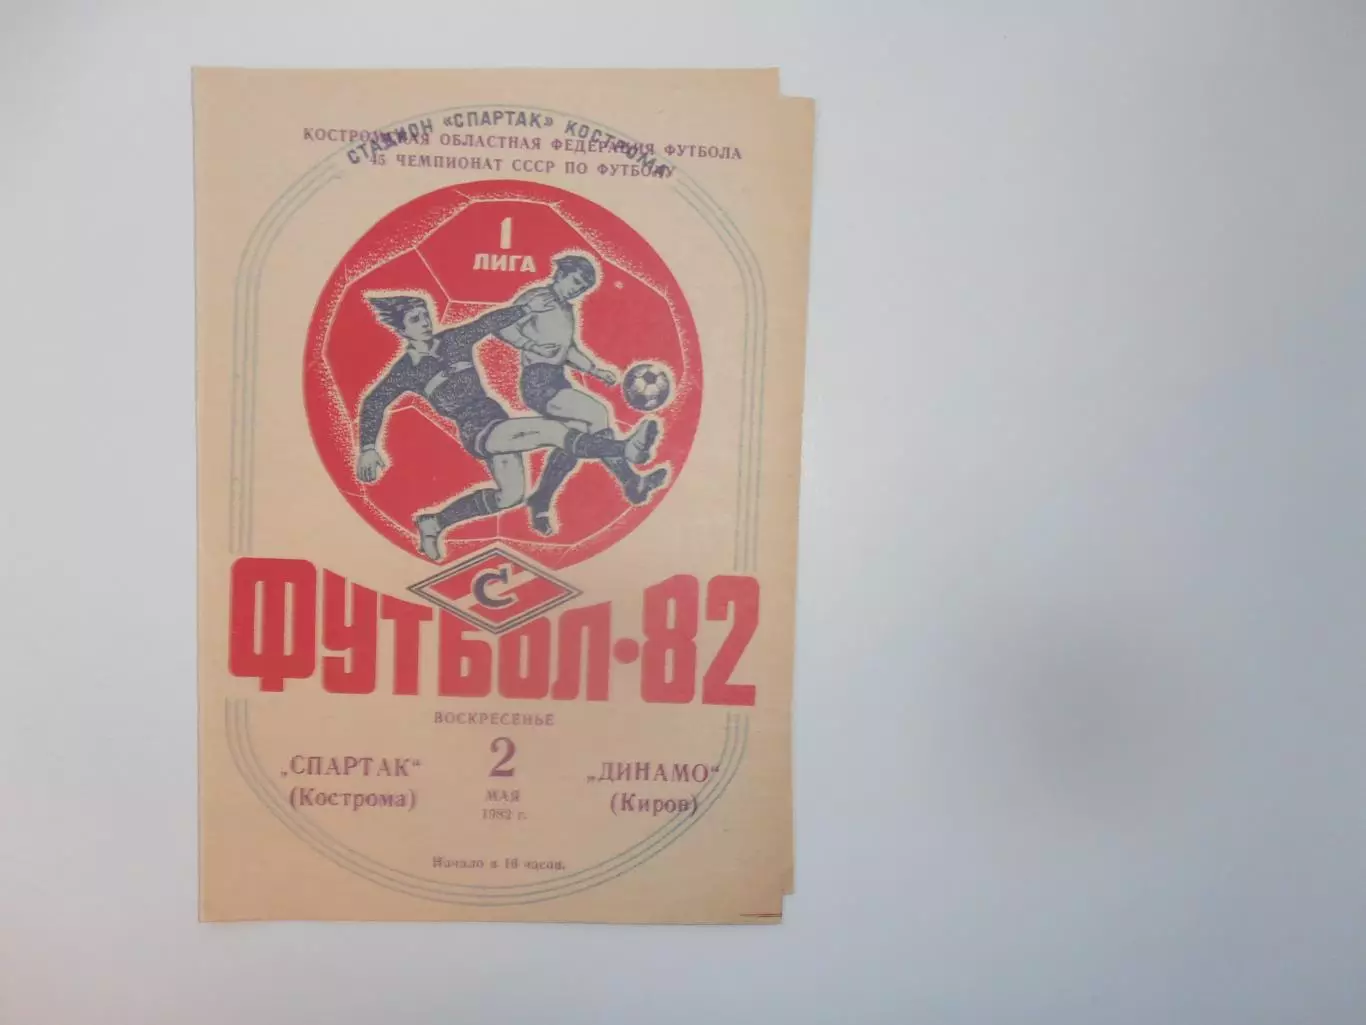 СТАДИОН «СПАРТАК» КОСТРОМА
КОСТРОМСКАЯ ОБЛАСТНАЯ ФЕДЕРАЦИЯ ФУТБОЛА
45 ЧЕМПИОНАТ СССР ПО ФУТБОЛУ
1
ЛИГА
С
ФУТБОЛ·82
ВОСКРЕСЕНЬЕ
„СПАРТАК“ 2 „ДИНАМО“
(Кострома) МАЯ (Киров)
1982 г.
Начало в 16 часов.